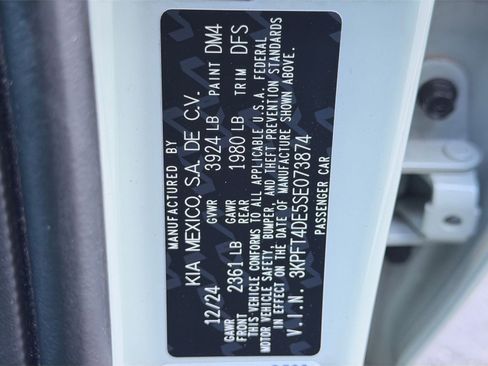 MANUFACTURED BY
KIA MEXICO, S.A. DE C.V.
12/24 GVWR 3924 LB PAINT DM4
GAWR FRONT 2361 LB GAWR REAR 1980 LB TRIM DFS
THIS VEHICLE CONFORMS TO ALL APPLICABLE U.S.A. FEDERAL
MOTOR VEHICLE SAFETY, BUMPER, AND THEFT PREVENTION STANDARDS
IN EFFECT ON THE DATE OF MANUFACTURE SHOWN ABOVE.
V.I.N. 3KPFT4DE5SE073874
PASSENGER CAR